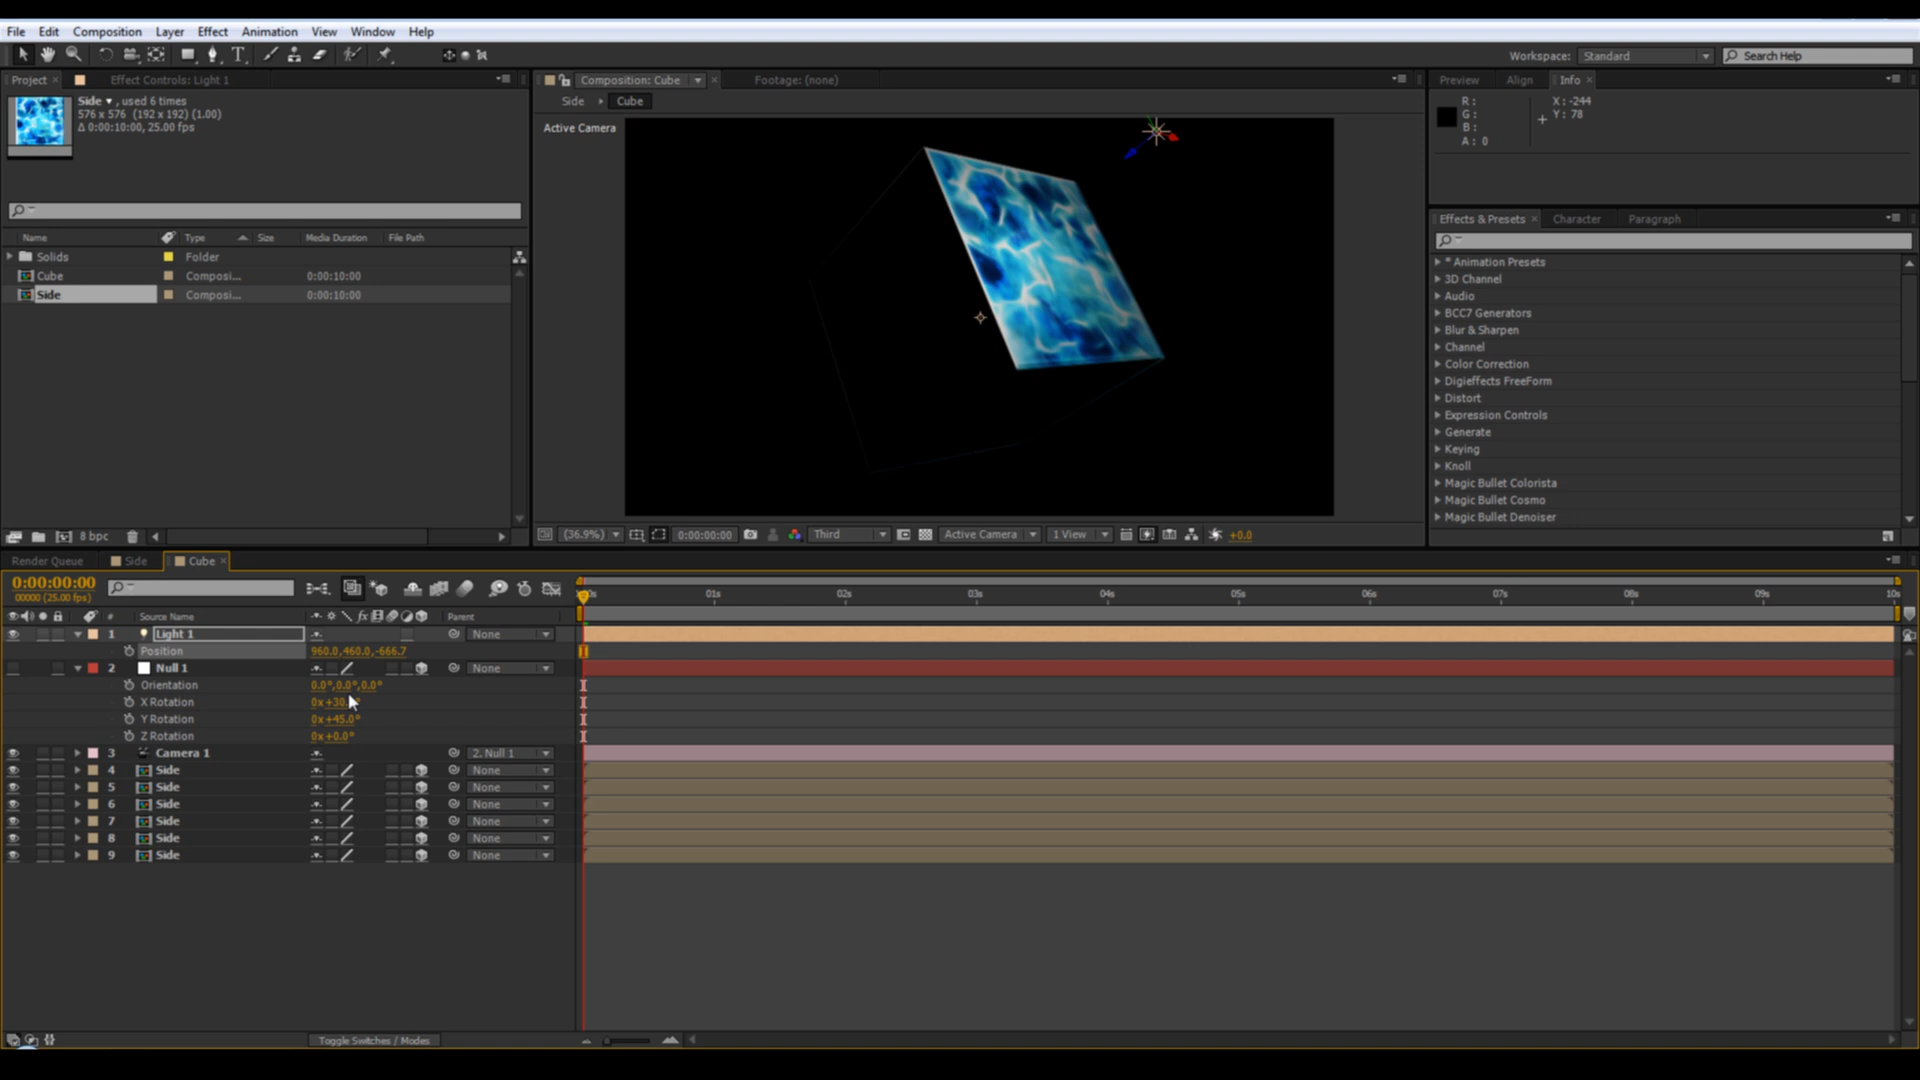 File Edit Composition Layer Effect Animation View Window Help
Workspace: Standard Search Help
Project Effect Controls: Light 1
Composition: Cube Footage: (none)
Preview Align Info
Side , used 6 times
576 x 576 (192 x 192) (1.00)
Δ 0:00:10:00, 25.00 fps
Side Cube
Active Camera
R:
G:
B:
A: 0
X: -244
Y: 78
Effects & Presets Character Paragraph
Name Type Size Media Duration File Path
Solids Folder
Cube Composi... 0:00:10:00
Side Composi... 0:00:10:00
* Animation Presets
3D Channel
Audio
BCC7 Generators
Blur & Sharpen
Channel
Color Correction
Digieffects FreeForm
Distort
Expression Controls
Generate
Keying
Knoll
Magic Bullet Colorista
Magic Bullet Cosmo
Magic Bullet Denoiser
8 bpc
(36.9%) 0:00:00:00 Third Active Camera 1 View +0.0
Render Queue Side Cube
0:00:00:00
00000 (25.00 fps)
01s 02s 03s 04s 05s 06s 07s 08s 09s 10s
# Source Name fx Parent
1 Light 1 None
Position 960.0,460.0,-666.7
2 Null 1 None
Orientation 0.0°,0.0°,0.0°
X Rotation 0x+30.
Y Rotation 0x+45.0°
Z Rotation 0x+0.0°
3 Camera 1 2. Null 1
4 Side None
5 Side None
6 Side None
7 Side None
8 Side None
9 Side None
Toggle Switches / Modes